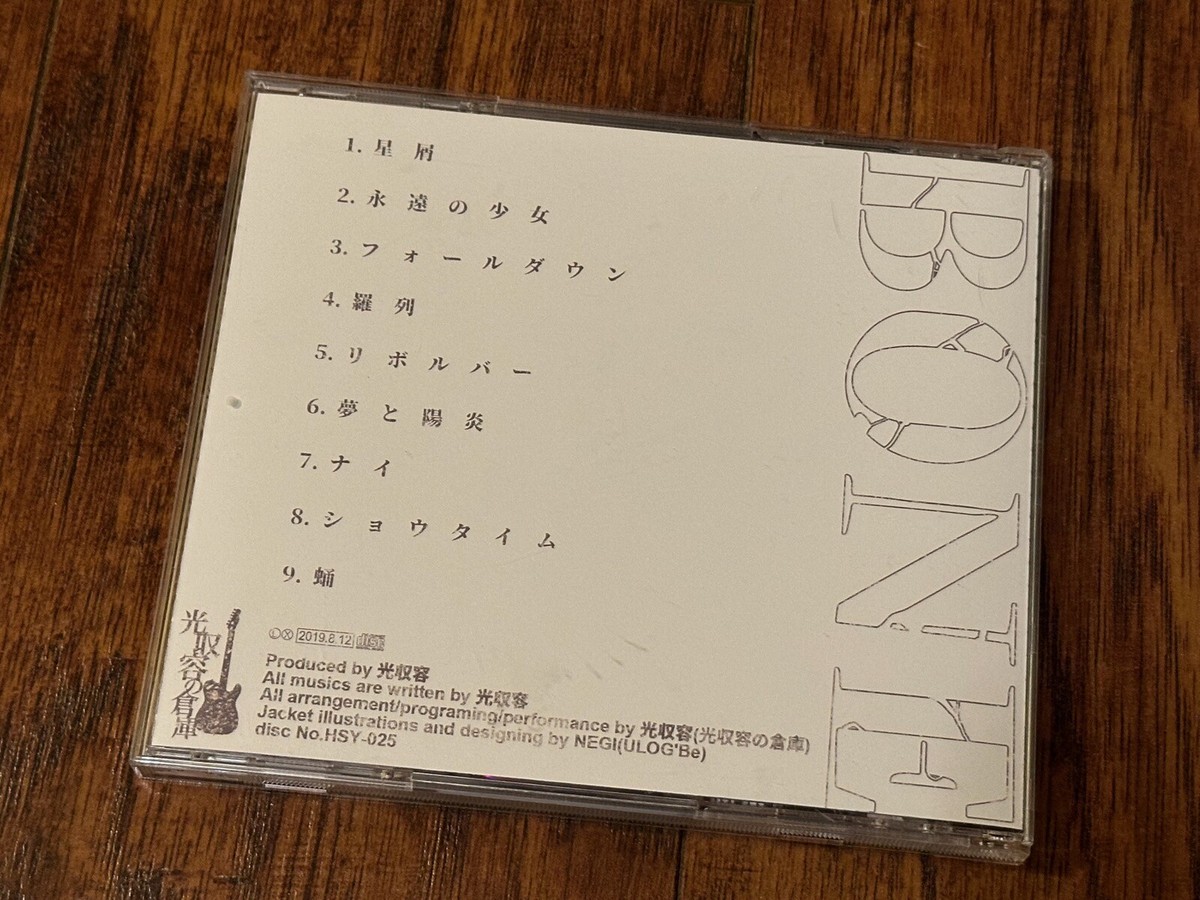 1. 星屑
2. 永遠の少女
3. フォールダウン
4. 羅列
5. リボルバー
6. 夢と陽炎
7. ナイ
8. ショウタイム
9. 蛹
BONE
光収容の倉庫
Ⓛ Ⓧ 2019.8.12 disc
Produced by 光収容
All musics are written by 光収容
All arrangement/programing/performance by 光収容(光収容の倉庫)
Jacket illustrations and designing by NEGI(ULOG'Be)
disc No.HSY-025